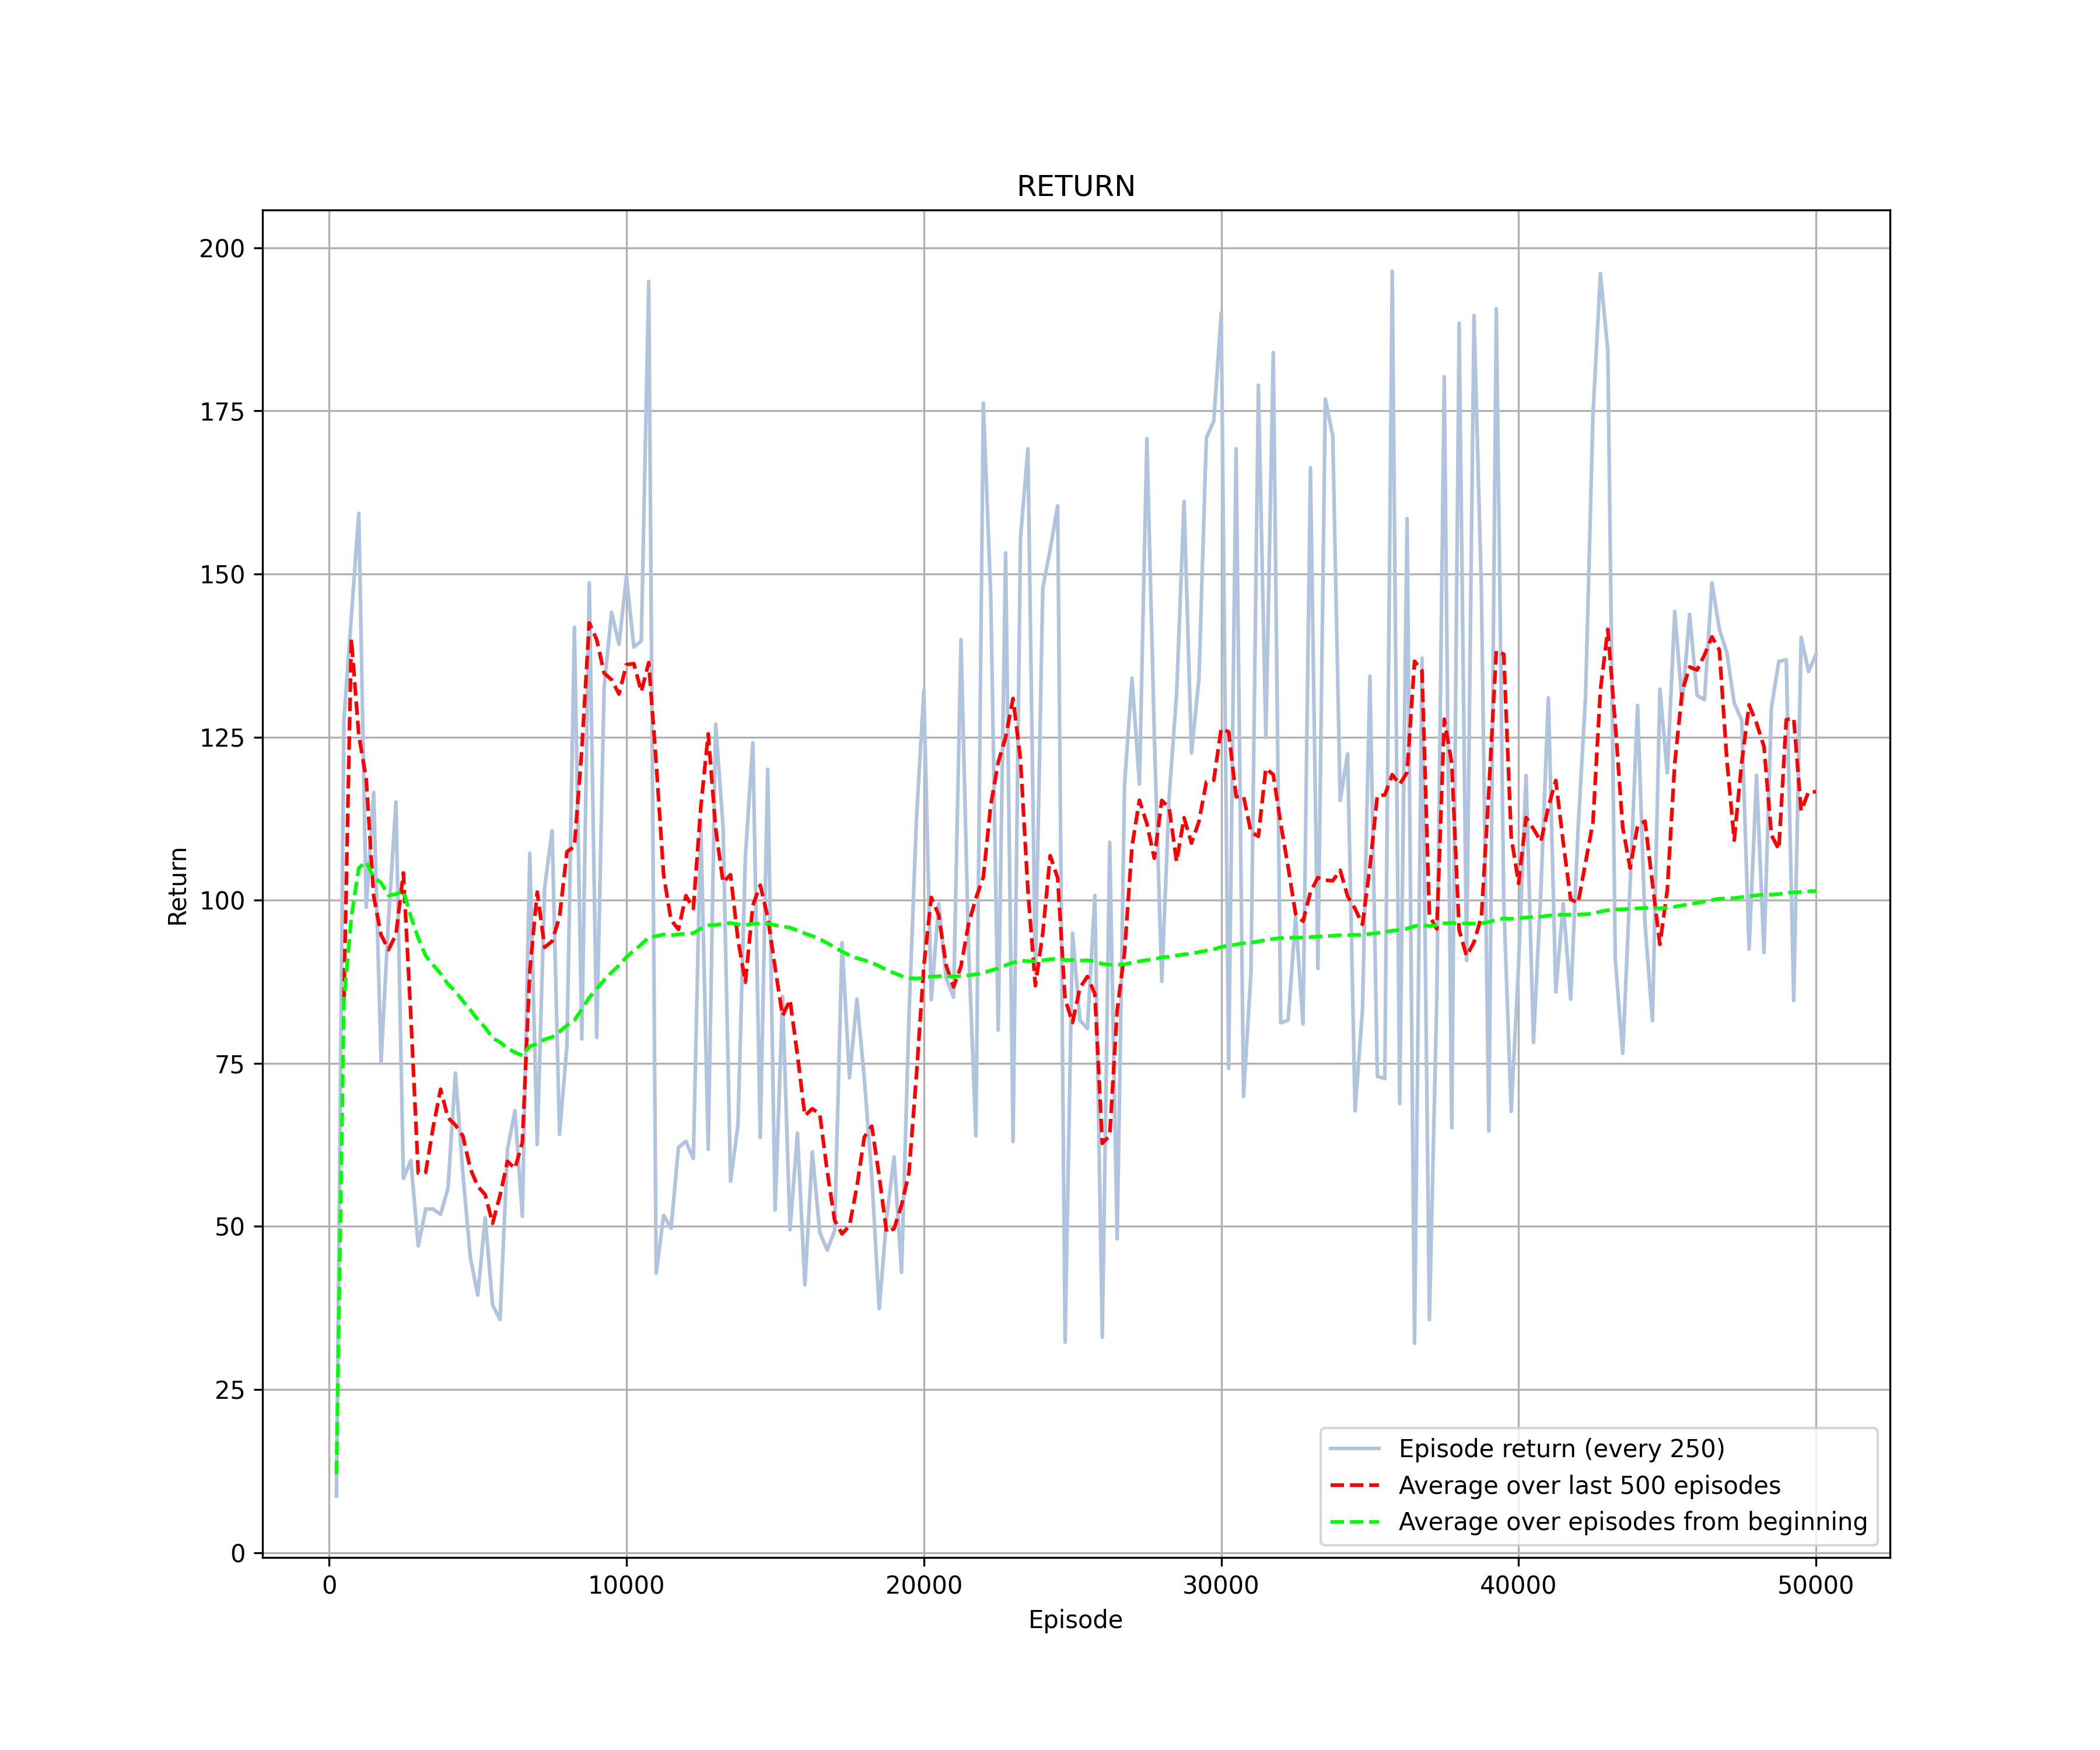 RETURN
200
175
150
125
100
75
50
25
0
Return
0 10000 20000 30000 40000 50000
Episode
Episode return (every 250)
Average over last 500 episodes
Average over episodes from beginning